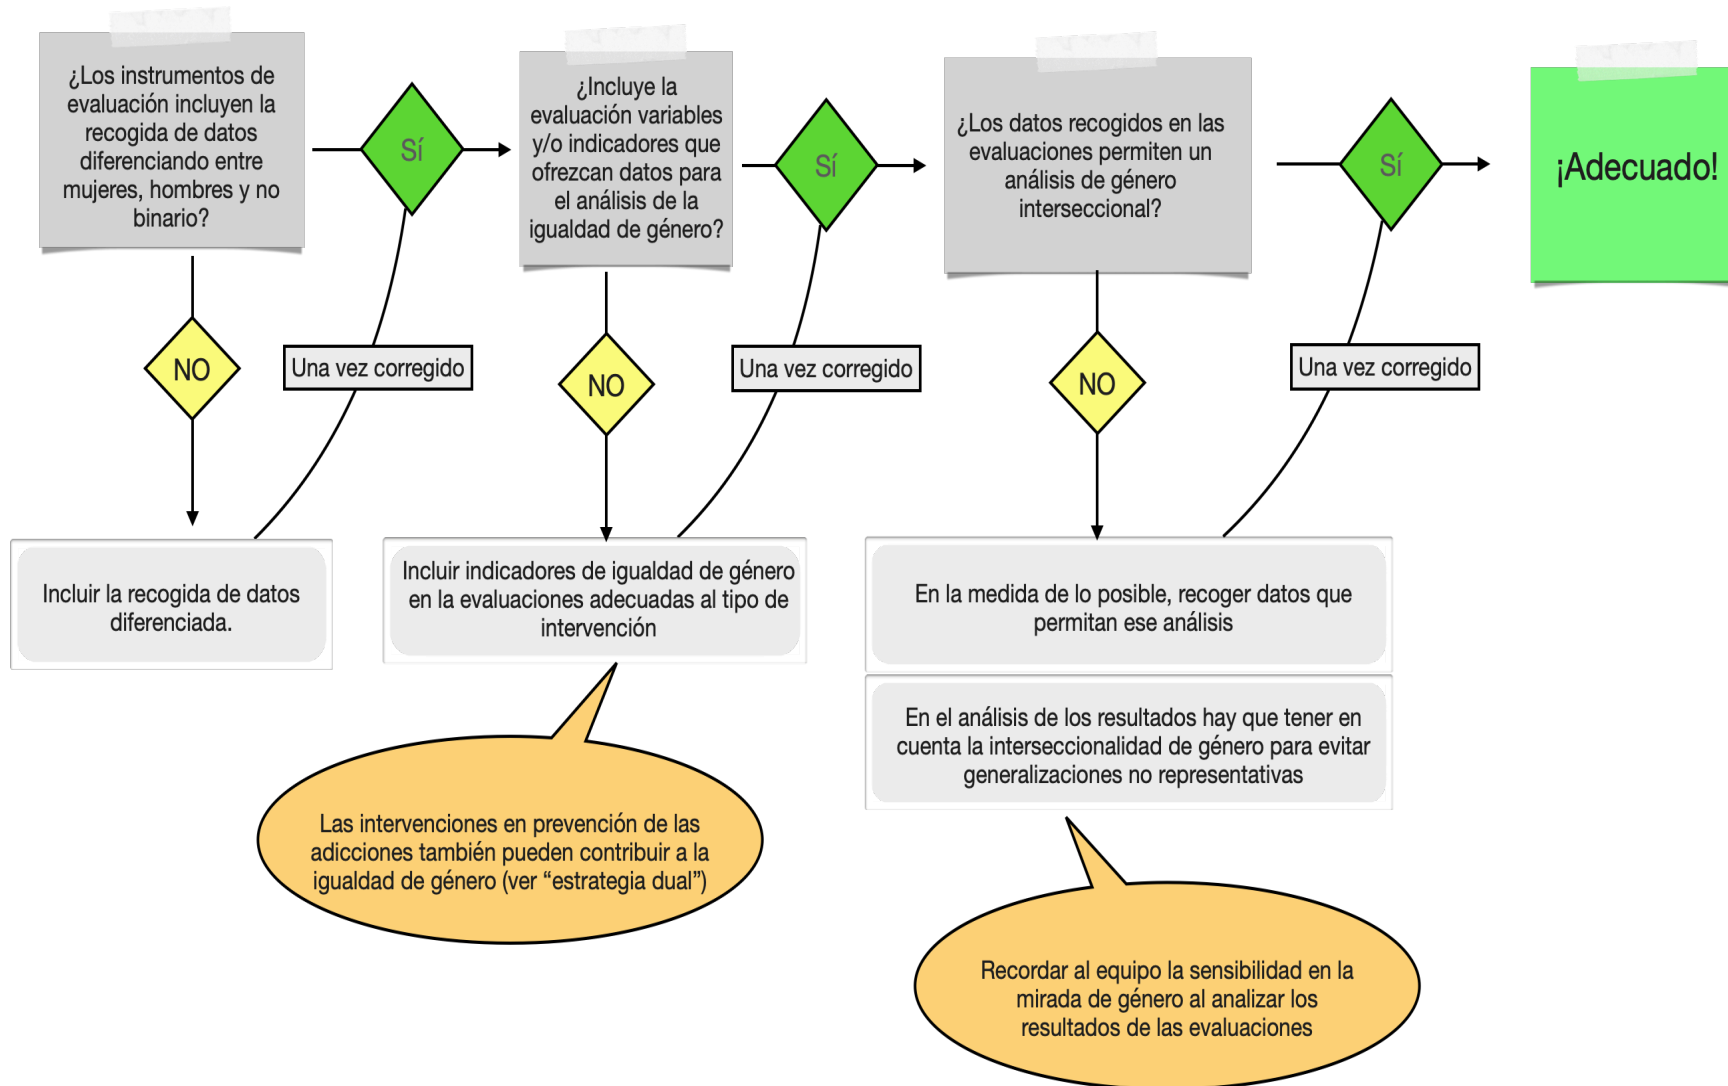 ¿Los instrumentos de
evaluación incluyen la
recogida de datos
diferenciando entre
mujeres, hombres y no
binario?
Sí
¿Incluye la
evaluación variables
y/o indicadores que
ofrezcan datos para
el análisis de la
igualdad de género?
Sí
¿Los datos recogidos en las
evaluaciones permiten un
análisis de género
interseccional?
Sí
¡Adecuado!
NO
Una vez corregido
NO
Una vez corregido
NO
Una vez corregido
Incluir la recogida de datos
diferenciada.
Incluir indicadores de igualdad de género
en la evaluaciones adecuadas al tipo de
intervención
En la medida de lo posible, recoger datos que
permitan ese análisis
En el análisis de los resultados hay que tener en
cuenta la interseccionalidad de género para evitar
generalizaciones no representativas
Las intervenciones en prevención de las
adicciones también pueden contribuir a la
igualdad de género (ver “estrategia dual”)
Recordar al equipo la sensibilidad en la
mirada de género al analizar los
resultados de las evaluaciones